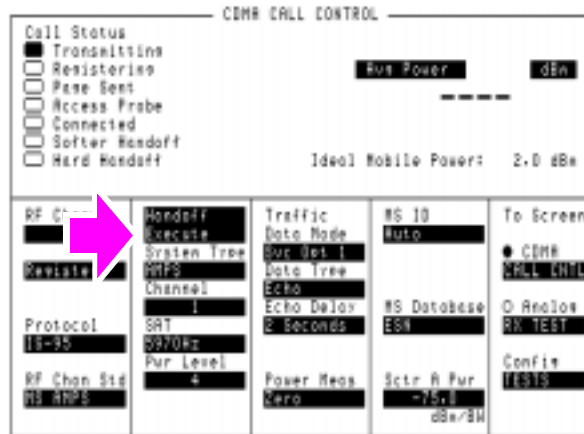 CDMA CALL CONTROL
Call Status
Transmitting
Registering
Page Sent
Access Probe
Connected
Softer Handoff
Hard Handoff
Avg Power
dBm
----
Ideal Mobile Power: 2.0 dBm
RF
Register
Protocol
IS-95
RF Chan Std
MS AMPS
Handoff
Execute
System Type
AMPS
Channel
1
SAT
5970Hz
Pwr Level
4
Traffic
Data Mode
Svc Opt 1
Data Type
Echo
Echo Delay
2 Seconds
Power Meas
Zero
MS ID
Auto
MS Database
ESN
Sctr A Pwr
-75.0
dBm/BW
To Screen
CDMA
CALL CNTL
Analog
RX TEST
Config
TESTS